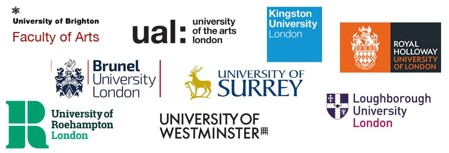 University of Brighton
Faculty of Arts
ual:
university
of the arts
london
Kingston
University
London
ROYAL
HOLLOWAY
UNIVERSITY
OF LONDON
Brunel
University
London
UNIVERSITY OF
SURREY
University of
Roehampton
London
UNIVERSITY OF
WESTMINSTER
Loughborough
University
London